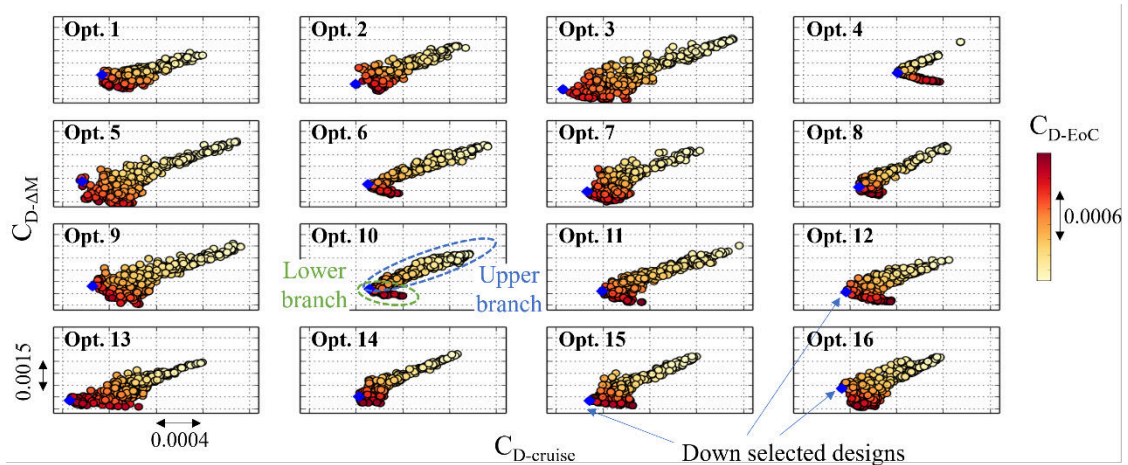 Opt. 1
Opt. 2
Opt. 3
Opt. 4
Opt. 5
Opt. 6
Opt. 7
Opt. 8
Opt. 9
Opt. 10
Opt. 11
Opt. 12
Opt. 13
Opt. 14
Opt. 15
Opt. 16
Lower
branch
Upper
branch
C_D-EoC
0.0006
C_D-ΔM
0.0015
0.0004
C_D-cruise
Down selected designs